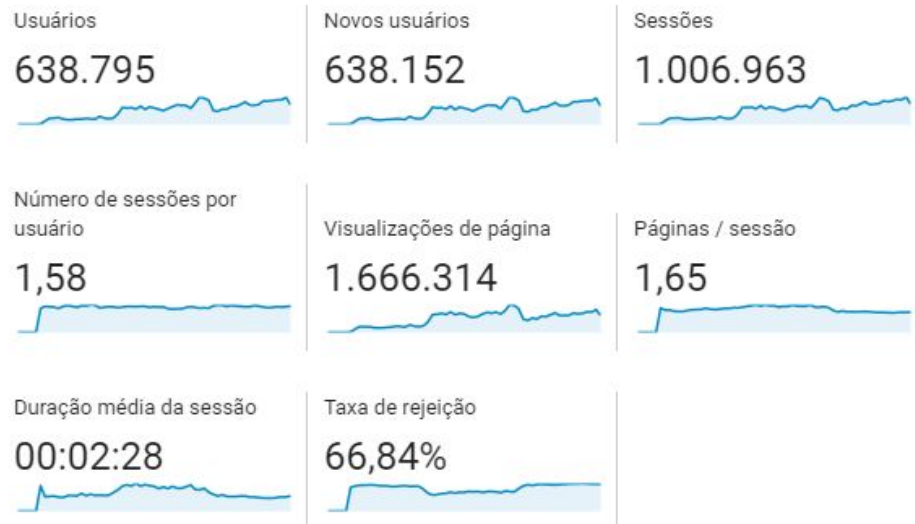 Usuários
638.795
Novos usuários
638.152
Sessões
1.006.963
Número de sessões por
usuário
1,58
Visualizações de página
1.666.314
Páginas / sessão
1,65
Duração média da sessão
00:02:28
Taxa de rejeição
66,84%